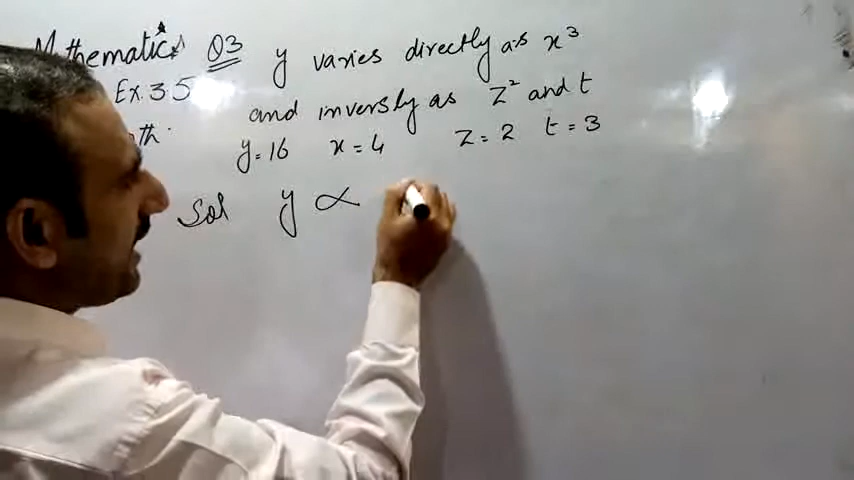 Mathematics Q3 y varies directly as x³
Ex. 3.5 and inversly as z² and t
th. y = 16 x = 4 z = 2 t = 3
Sol y ∝